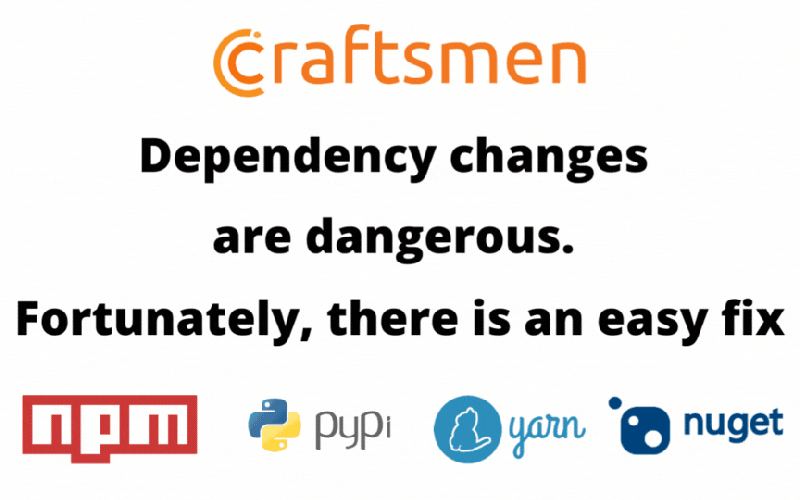 craftsmen
Dependency changes
are dangerous.
Fortunately, there is an easy fix
npm pypi yarn nuget